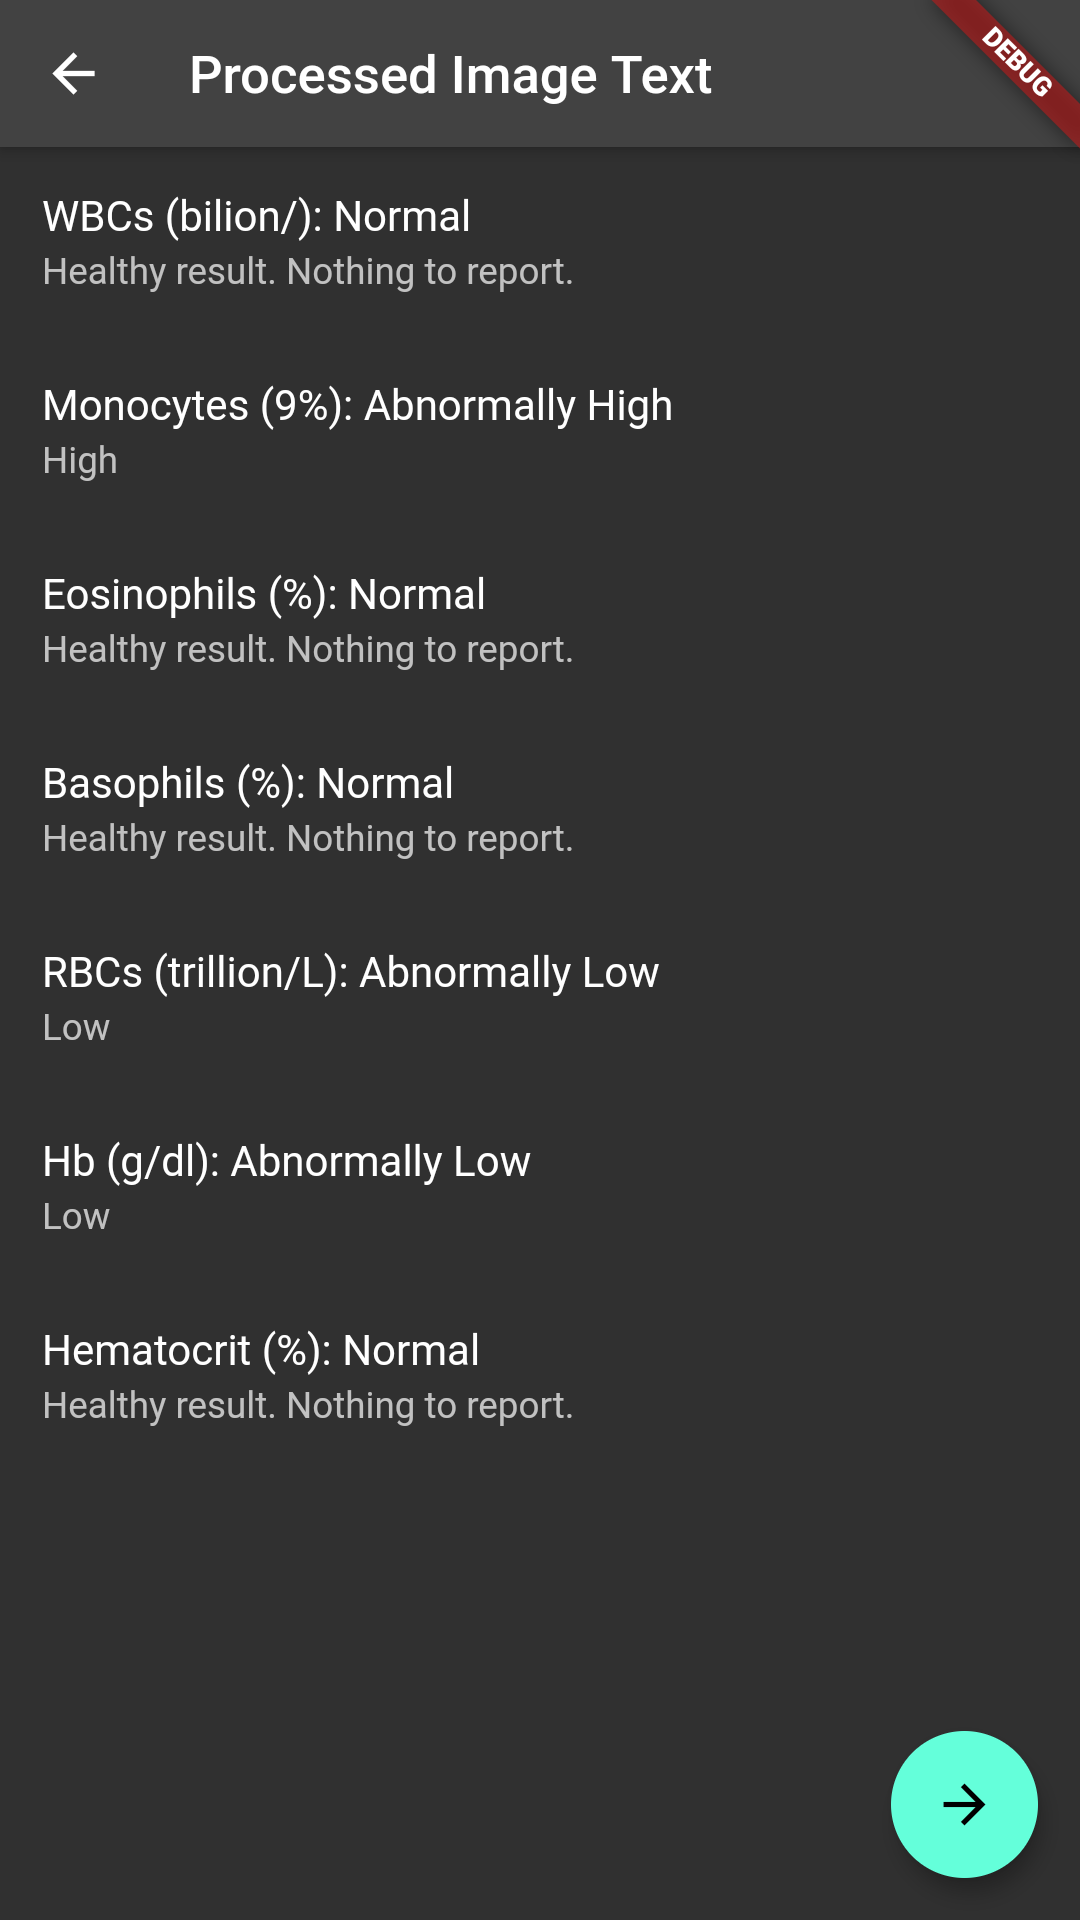 Processed Image Text
DEBUG
WBCs (bilion/): Normal
Healthy result. Nothing to report.
Monocytes (9%): Abnormally High
High
Eosinophils (%): Normal
Healthy result. Nothing to report.
Basophils (%): Normal
Healthy result. Nothing to report.
RBCs (trillion/L): Abnormally Low
Low
Hb (g/dl): Abnormally Low
Low
Hematocrit (%): Normal
Healthy result. Nothing to report.